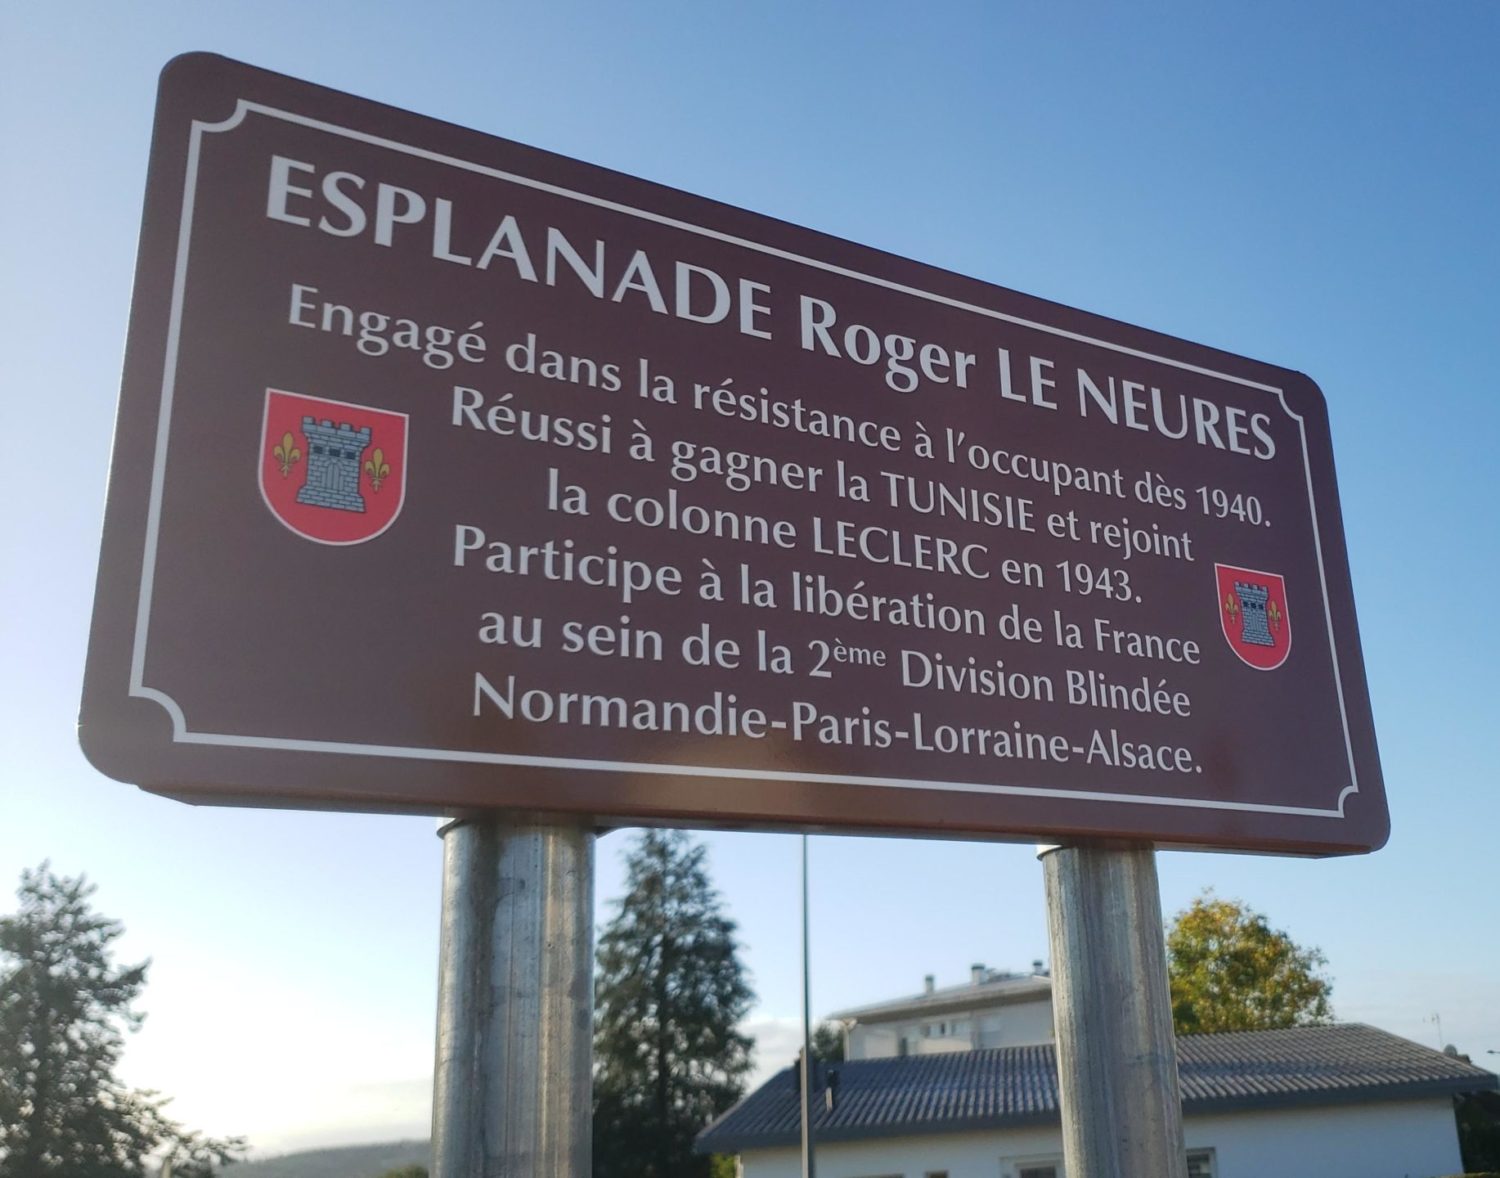 ESPLANADE Roger LE NEURES
Engagé dans la résistance à l'occupant dès 1940.
Réussi à gagner la TUNISIE et rejoint
la colonne LECLERC en 1943.
Participe à la libération de la France
au sein de la 2ème Division Blindée
Normandie-Paris-Lorraine-Alsace.